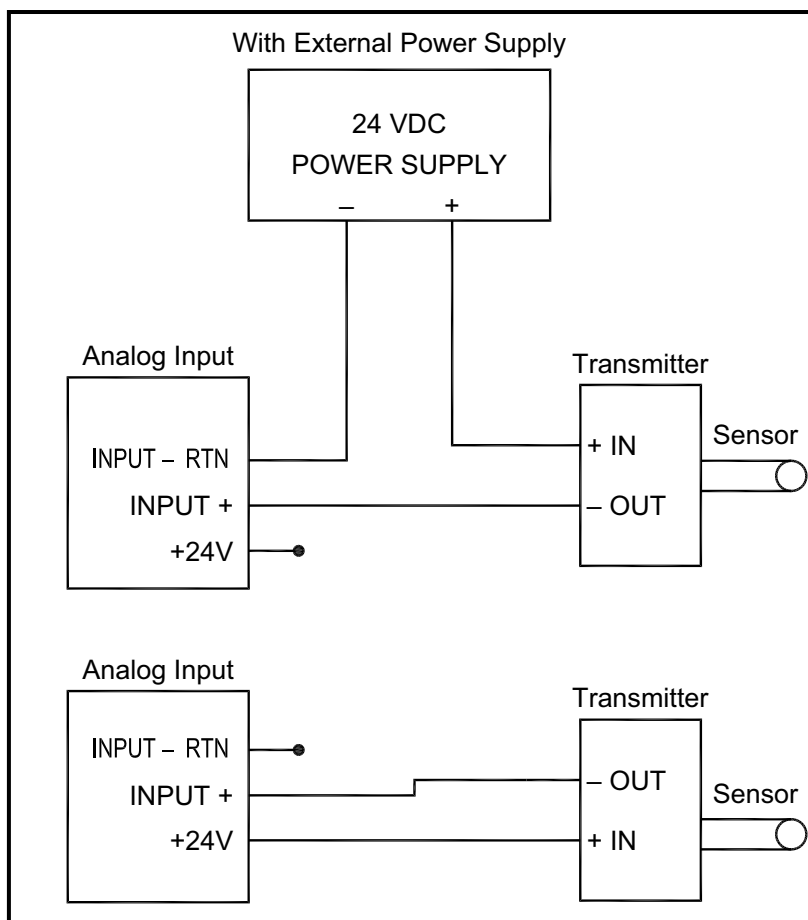 With External Power Supply
24 VDC
POWER SUPPLY
– +
Analog Input
INPUT – RTN
INPUT +
+24V
Transmitter
+ IN
– OUT
Sensor
Analog Input
INPUT – RTN
INPUT +
+24V
Transmitter
– OUT
+ IN
Sensor